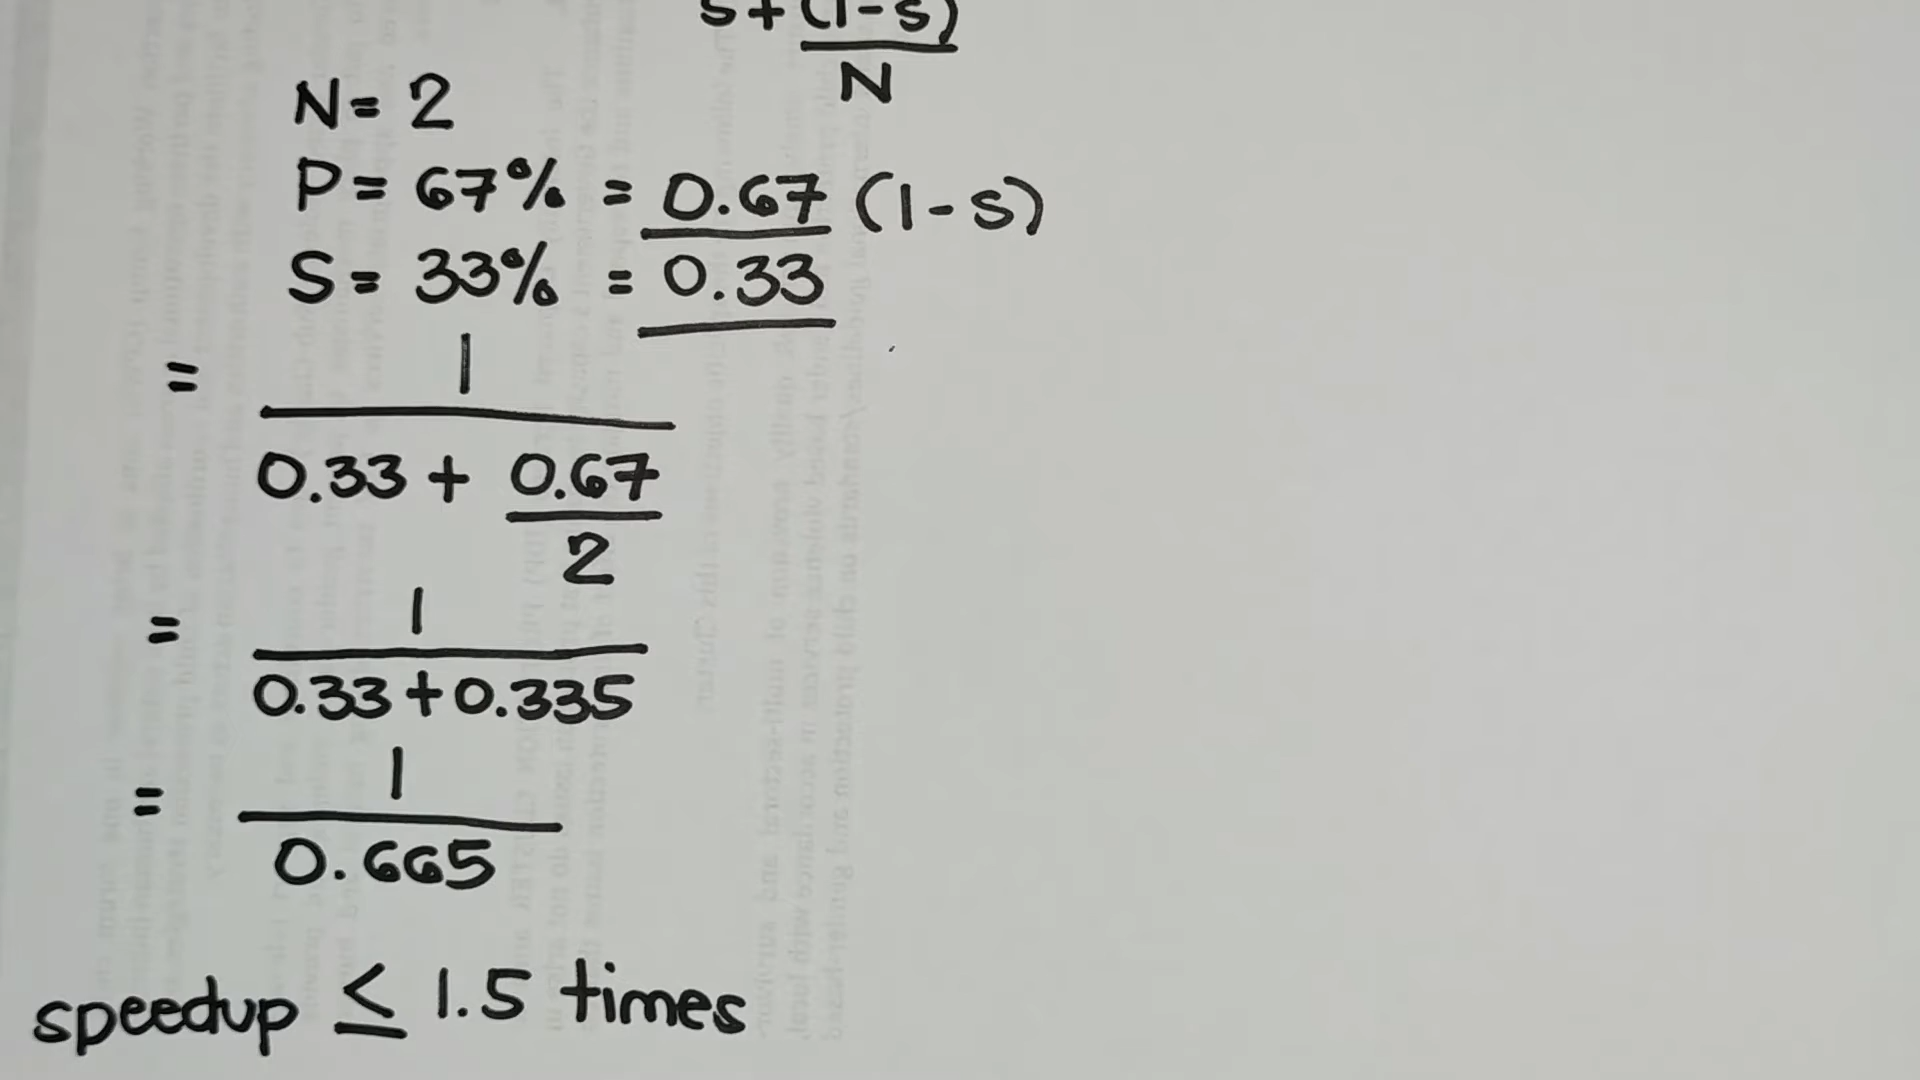 S + (1-S)
N
N = 2
P = 67% = 0.67 (1-S)
S = 33% = 0.33
= 1
0.33 + 0.67
2
= 1
0.33 + 0.335
= 1
0.665
speedup ≤ 1.5 times